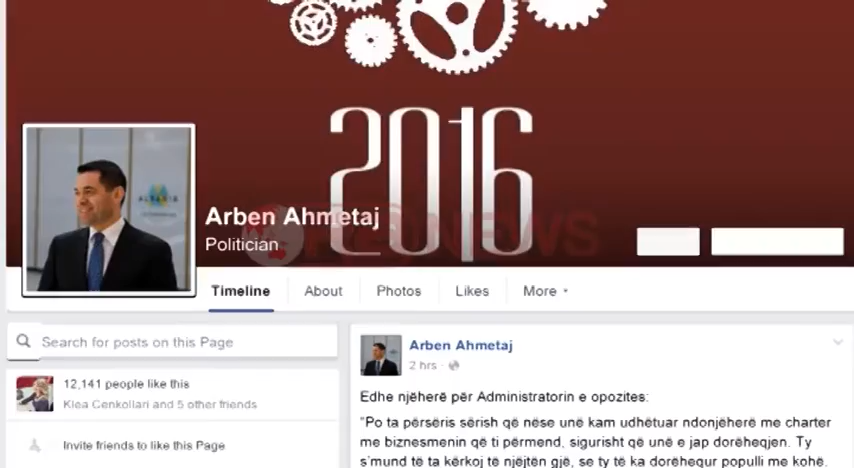 2016
Arben Ahmetaj
Politician
NEWS
Timeline
About
Photos
Likes
More
Search for posts on this Page
12,141 people like this
Klea Cenkollari and 5 other friends
Invite friends to like this Page
Arben Ahmetaj
2 hrs
Edhe njëherë për Administratorin e opozites:
"Po ta përsëris sërish që nëse unë kam udhëtuar ndonjëherë me charter
me biznesmenin që ti përmend, sigurisht që unë e jap dorëheqjen. Ty
s'mund të ta kërkoj të njëjtën gjë, se ty të ka dorëhequr populli me kohë.